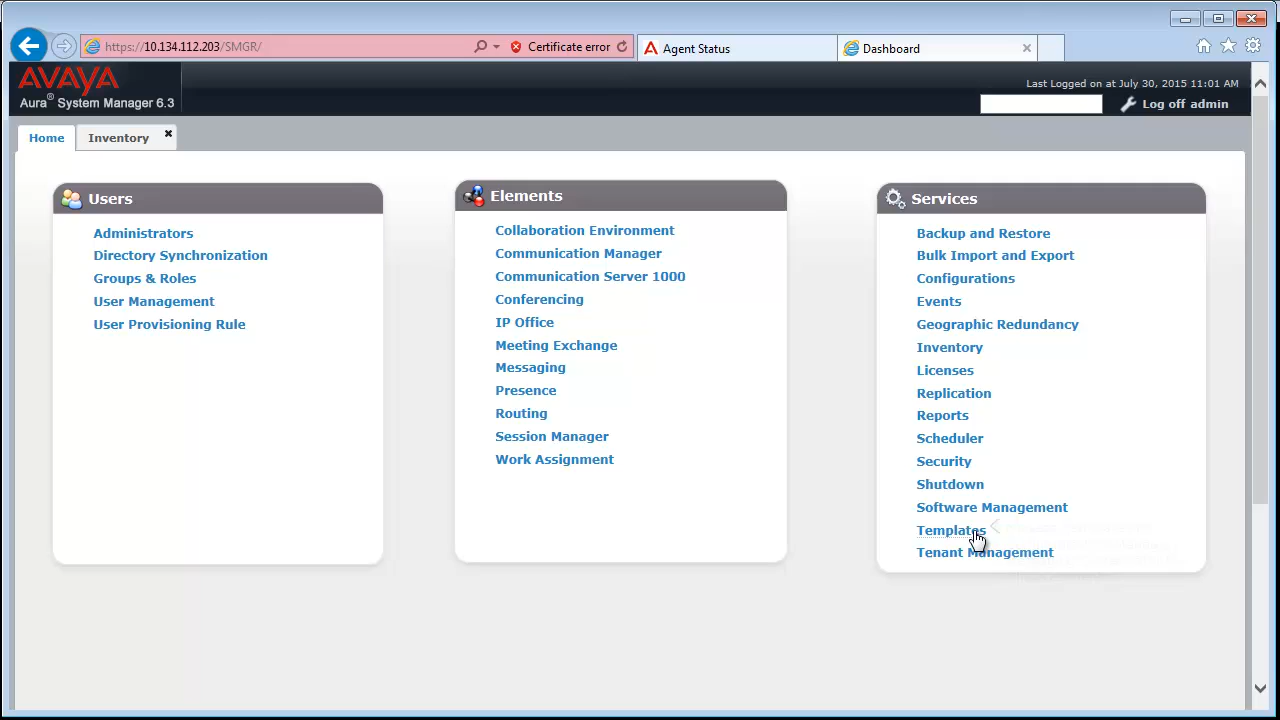 https://10.134.112.203/SMGR/
Certificate error
Agent Status
Dashboard
AVAYA
Aura® System Manager 6.3
Last Logged on at July 30, 2015 11:01 AM
Log off admin
Home
Inventory
Users
Administrators
Directory Synchronization
Groups & Roles
User Management
User Provisioning Rule
Elements
Collaboration Environment
Communication Manager
Communication Server 1000
Conferencing
IP Office
Meeting Exchange
Messaging
Presence
Routing
Session Manager
Work Assignment
Services
Backup and Restore
Bulk Import and Export
Configurations
Events
Geographic Redundancy
Inventory
Licenses
Replication
Reports
Scheduler
Security
Shutdown
Software Management
Templates
Tenant Management